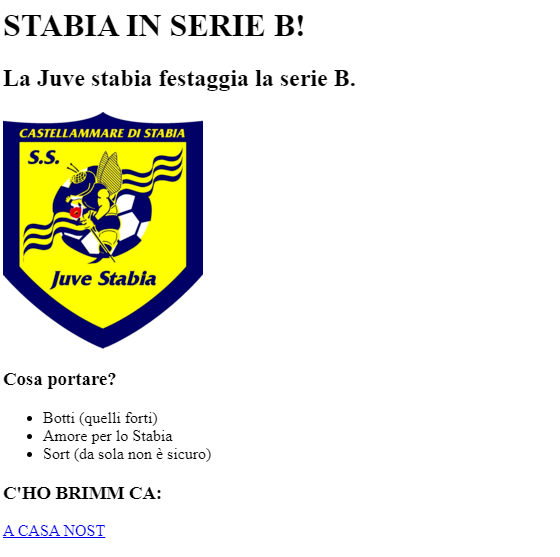 STABIA IN SERIE B!
La Juve stabia festaggia la serie B.
CASTELLAMMARE DI STABIA
S.S.
Juve Stabia
Cosa portare?
Botti (quelli forti)
Amore per lo Stabia
Sort (da sola non è sicuro)
C'HO BRIMM CA:
A CASA NOST